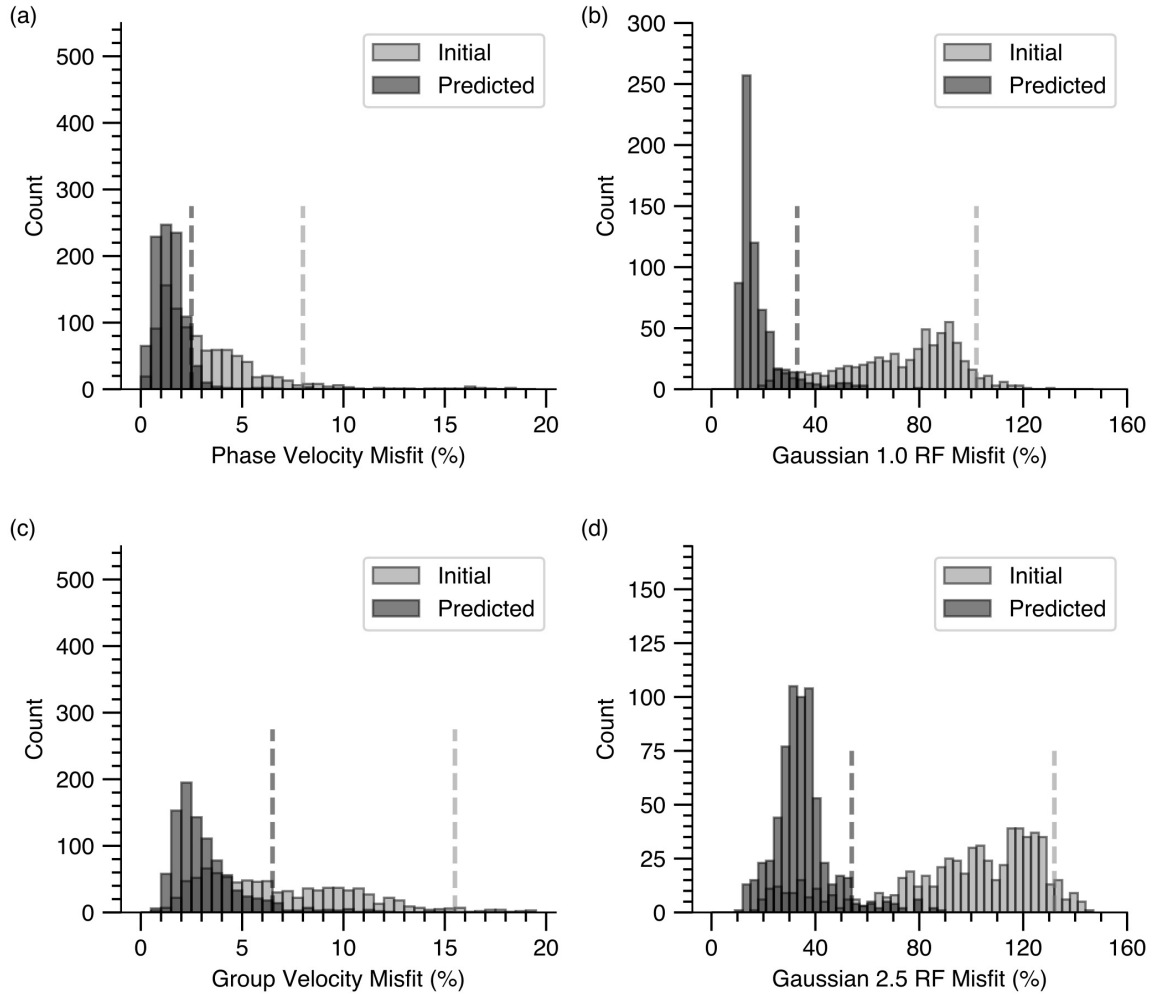 (a)
500
400
300
200
100
0
Count
Initial
Predicted
0 5 10 15 20
Phase Velocity Misfit (%)
(b)
300
250
200
150
100
50
0
Count
Initial
Predicted
0 40 80 120 160
Gaussian 1.0 RF Misfit (%)
(c)
500
400
300
200
100
0
Count
Initial
Predicted
0 5 10 15 20
Group Velocity Misfit (%)
(d)
150
125
100
75
50
25
0
Count
Initial
Predicted
0 40 80 120 160
Gaussian 2.5 RF Misfit (%)